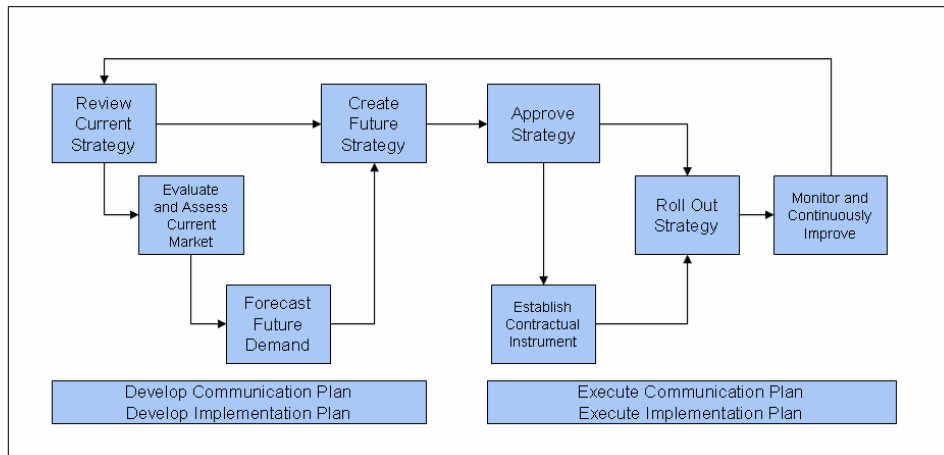 Review
Current
Strategy
Create
Future
Strategy
Approve
Strategy
Evaluate
and Assess
Current
Market
Roll Out
Strategy
Monitor and
Continuously
Improve
Forecast
Future
Demand
Establish
Contractual
Instrument
Develop Communication Plan
Develop Implementation Plan
Execute Communication Plan
Execute Implementation Plan